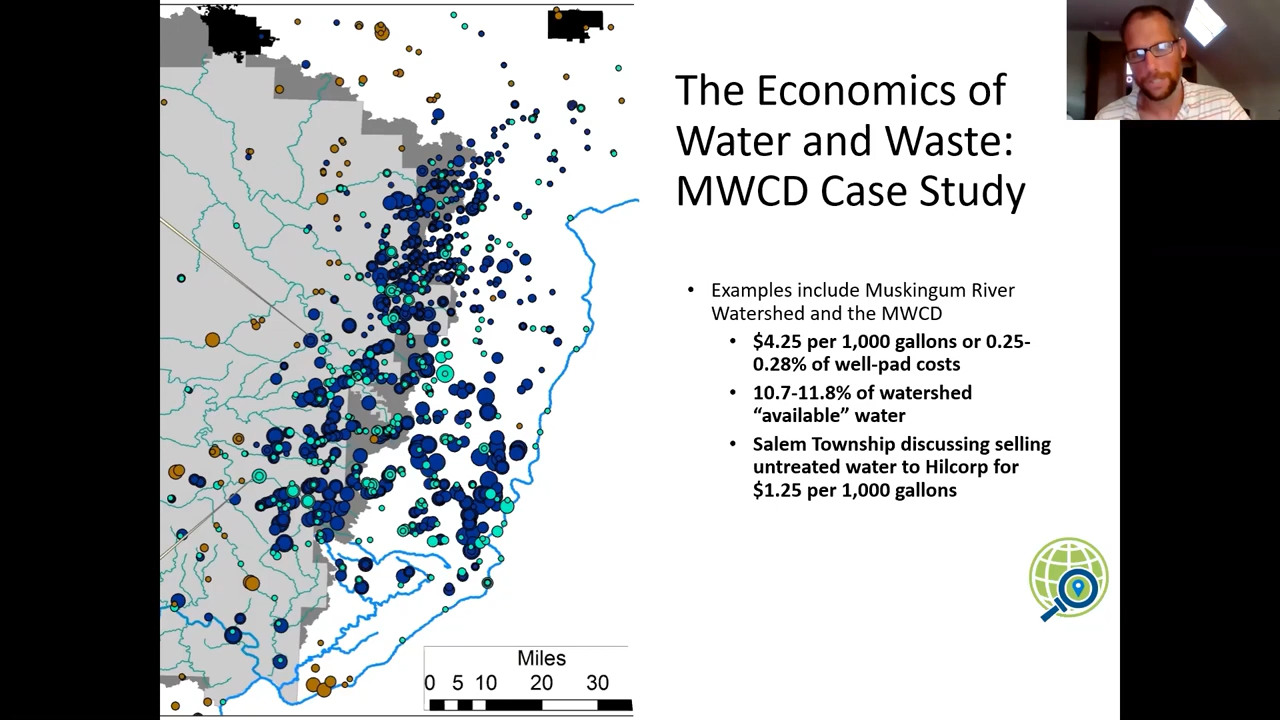 The Economics of
Water and Waste:
MWCD Case Study
• Examples include Muskingum River
Watershed and the MWCD
• $4.25 per 1,000 gallons or 0.25-
0.28% of well-pad costs
• 10.7-11.8% of watershed
“available” water
• Salem Township discussing selling
untreated water to Hilcorp for
$1.25 per 1,000 gallons
Miles
0 5 10 20 30